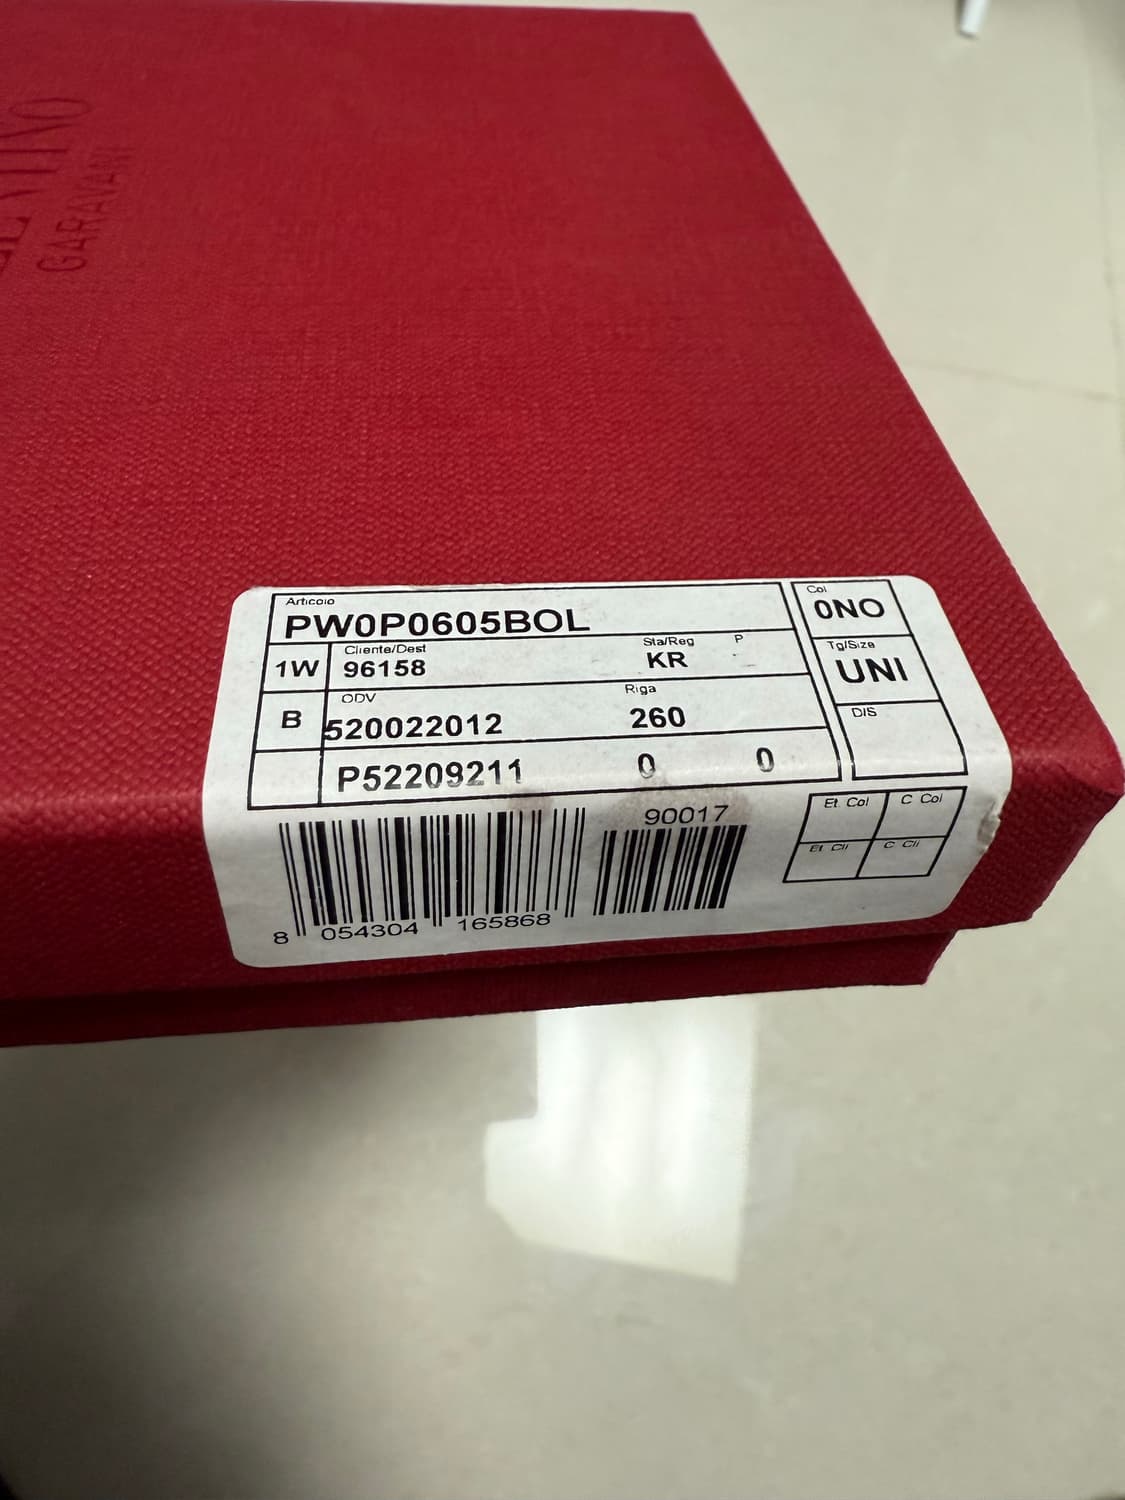 GARAVANI
Articolo
PW0P0605BOL
Col
0NO
1W
Cliente/Dest
96158
Sta/Reg
KR
P
Tg/Size
UNI
B
ODV
520022012
Riga
260
DIS
P52209211 0 0
90017
Et Col C Col
Et Cli C Cli
8 054304 165868